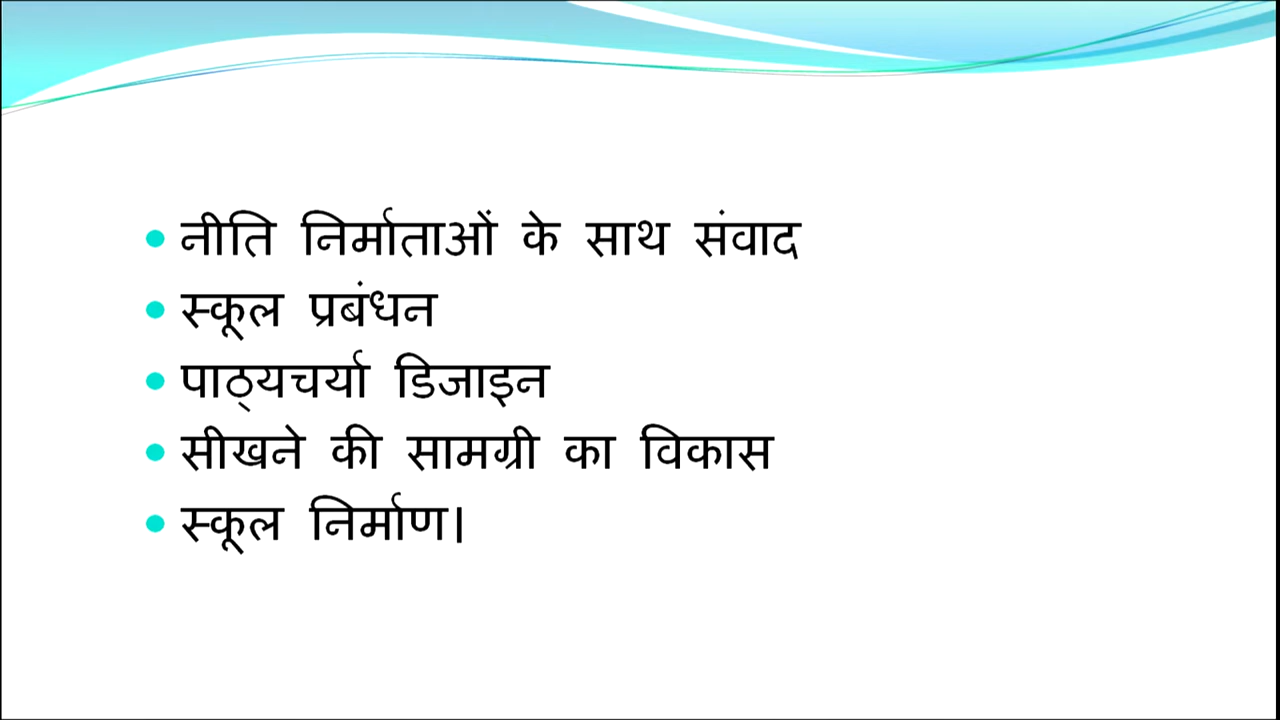 • नीति निर्माताओं के साथ संवाद
• स्कूल प्रबंधन
• पाठ्यचर्या डिजाइन
• सीखने की सामग्री का विकास
• स्कूल निर्माण।